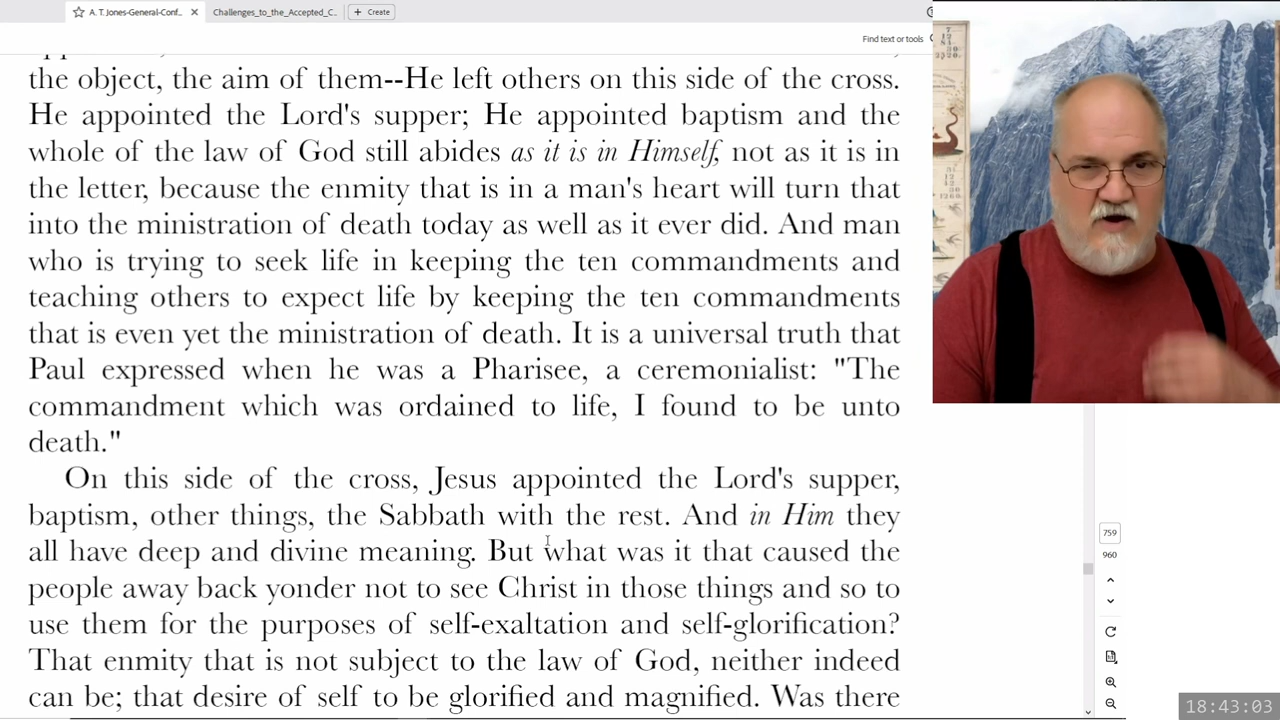 A. T. Jones-General-Conf...
Challenges_to_the_Accepted_C...
+ Create
Find text or tools
the object, the aim of them--He left others on this side of the cross.
He appointed the Lord's supper; He appointed baptism and the
whole of the law of God still abides as it is in Himself, not as it is in
the letter, because the enmity that is in a man's heart will turn that
into the ministration of death today as well as it ever did. And man
who is trying to seek life in keeping the ten commandments and
teaching others to expect life by keeping the ten commandments
that is even yet the ministration of death. It is a universal truth that
Paul expressed when he was a Pharisee, a ceremonialist: "The
commandment which was ordained to life, I found to be unto
death."
On this side of the cross, Jesus appointed the Lord's supper,
baptism, other things, the Sabbath with the rest. And in Him they
all have deep and divine meaning. But what was it that caused the
people away back yonder not to see Christ in those things and so to
use them for the purposes of self-exaltation and self-glorification?
That enmity that is not subject to the law of God, neither indeed
can be; that desire of self to be glorified and magnified. Was there
759
960
18:43:03